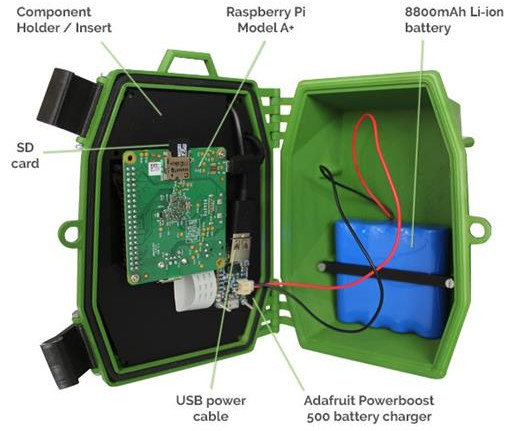 Component
Holder / Insert
Raspberry Pi
Model A+
8800mAh Li-ion
battery
SD
card
USB power
cable
Adafruit Powerboost
500 battery charger